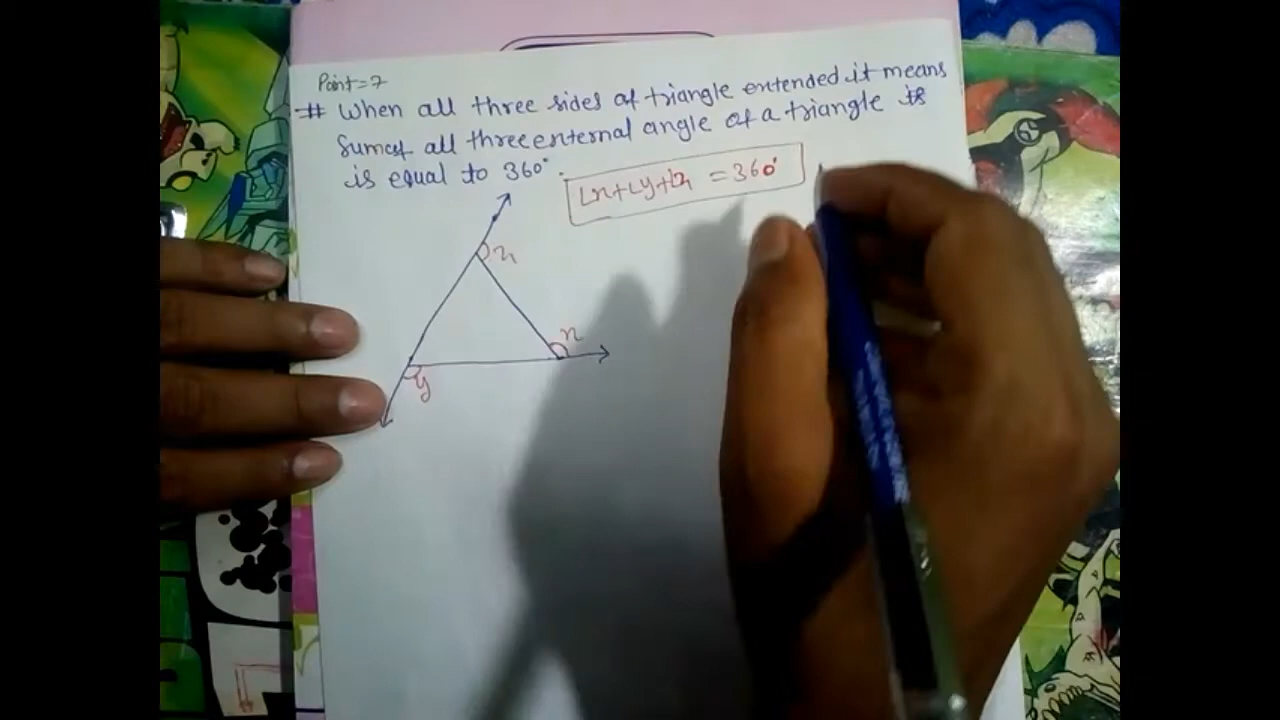 Point=7
# When all three sides of triangle extended it means
Sum of all three external angle of a triangle is
is equal to 360°.
∠x+∠y+∠z =360°
z
x
y